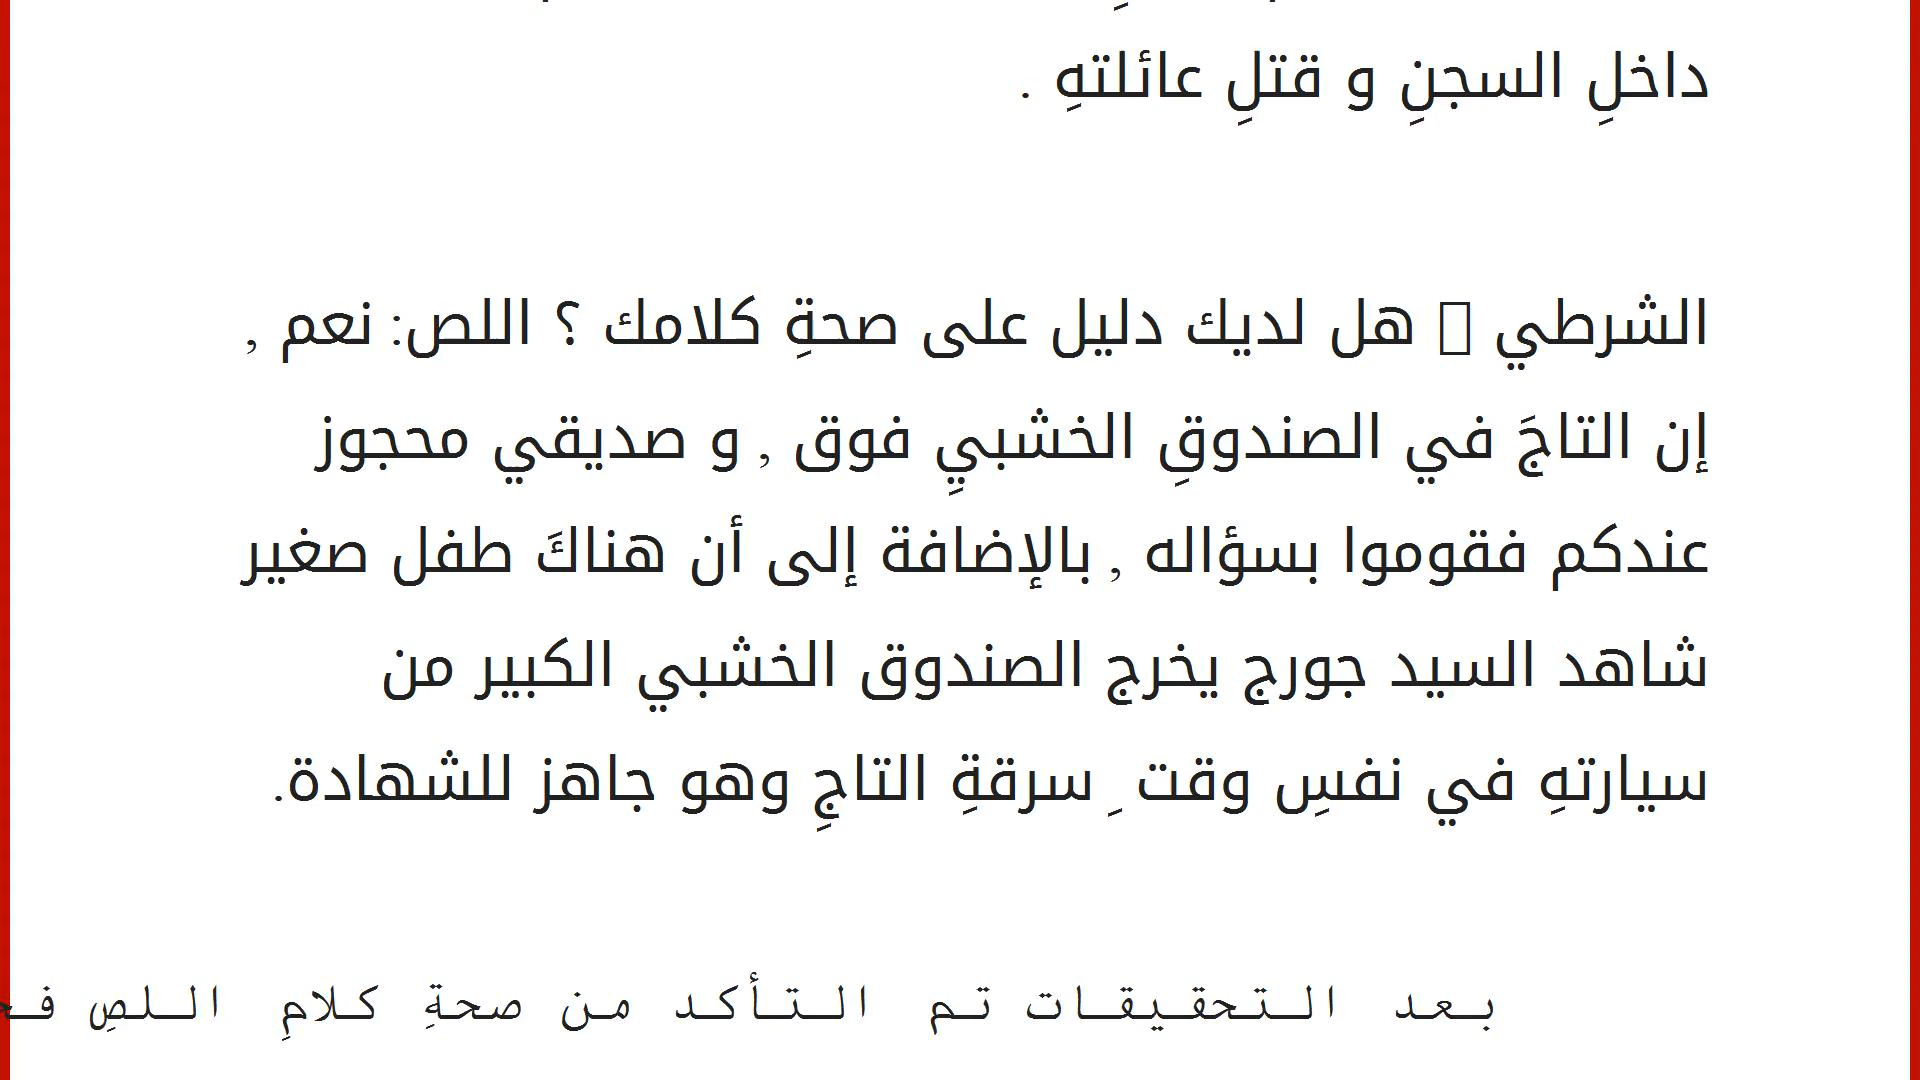 داخلِ السجنِ و قتلِ عائلتهِ .
الشرطي هل لديك دليل على صحةِ كلامك ؟ اللص: نعم ,
إن التاجَ في الصندوقِ الخشبيِ فوق , و صديقي محجوز
عندكم فقوموا بسؤاله , بالإضافة إلى أن هناكَ طفل صغير
شاهد السيد جورج يخرج الصندوق الخشبي الكبير من
سيارتهِ في نفسِ وقت ِ سرقةِ التاجِ وهو جاهز للشهادة.
بعد التحقيقات تم التأكد من صحةِ كلامِ اللصِ